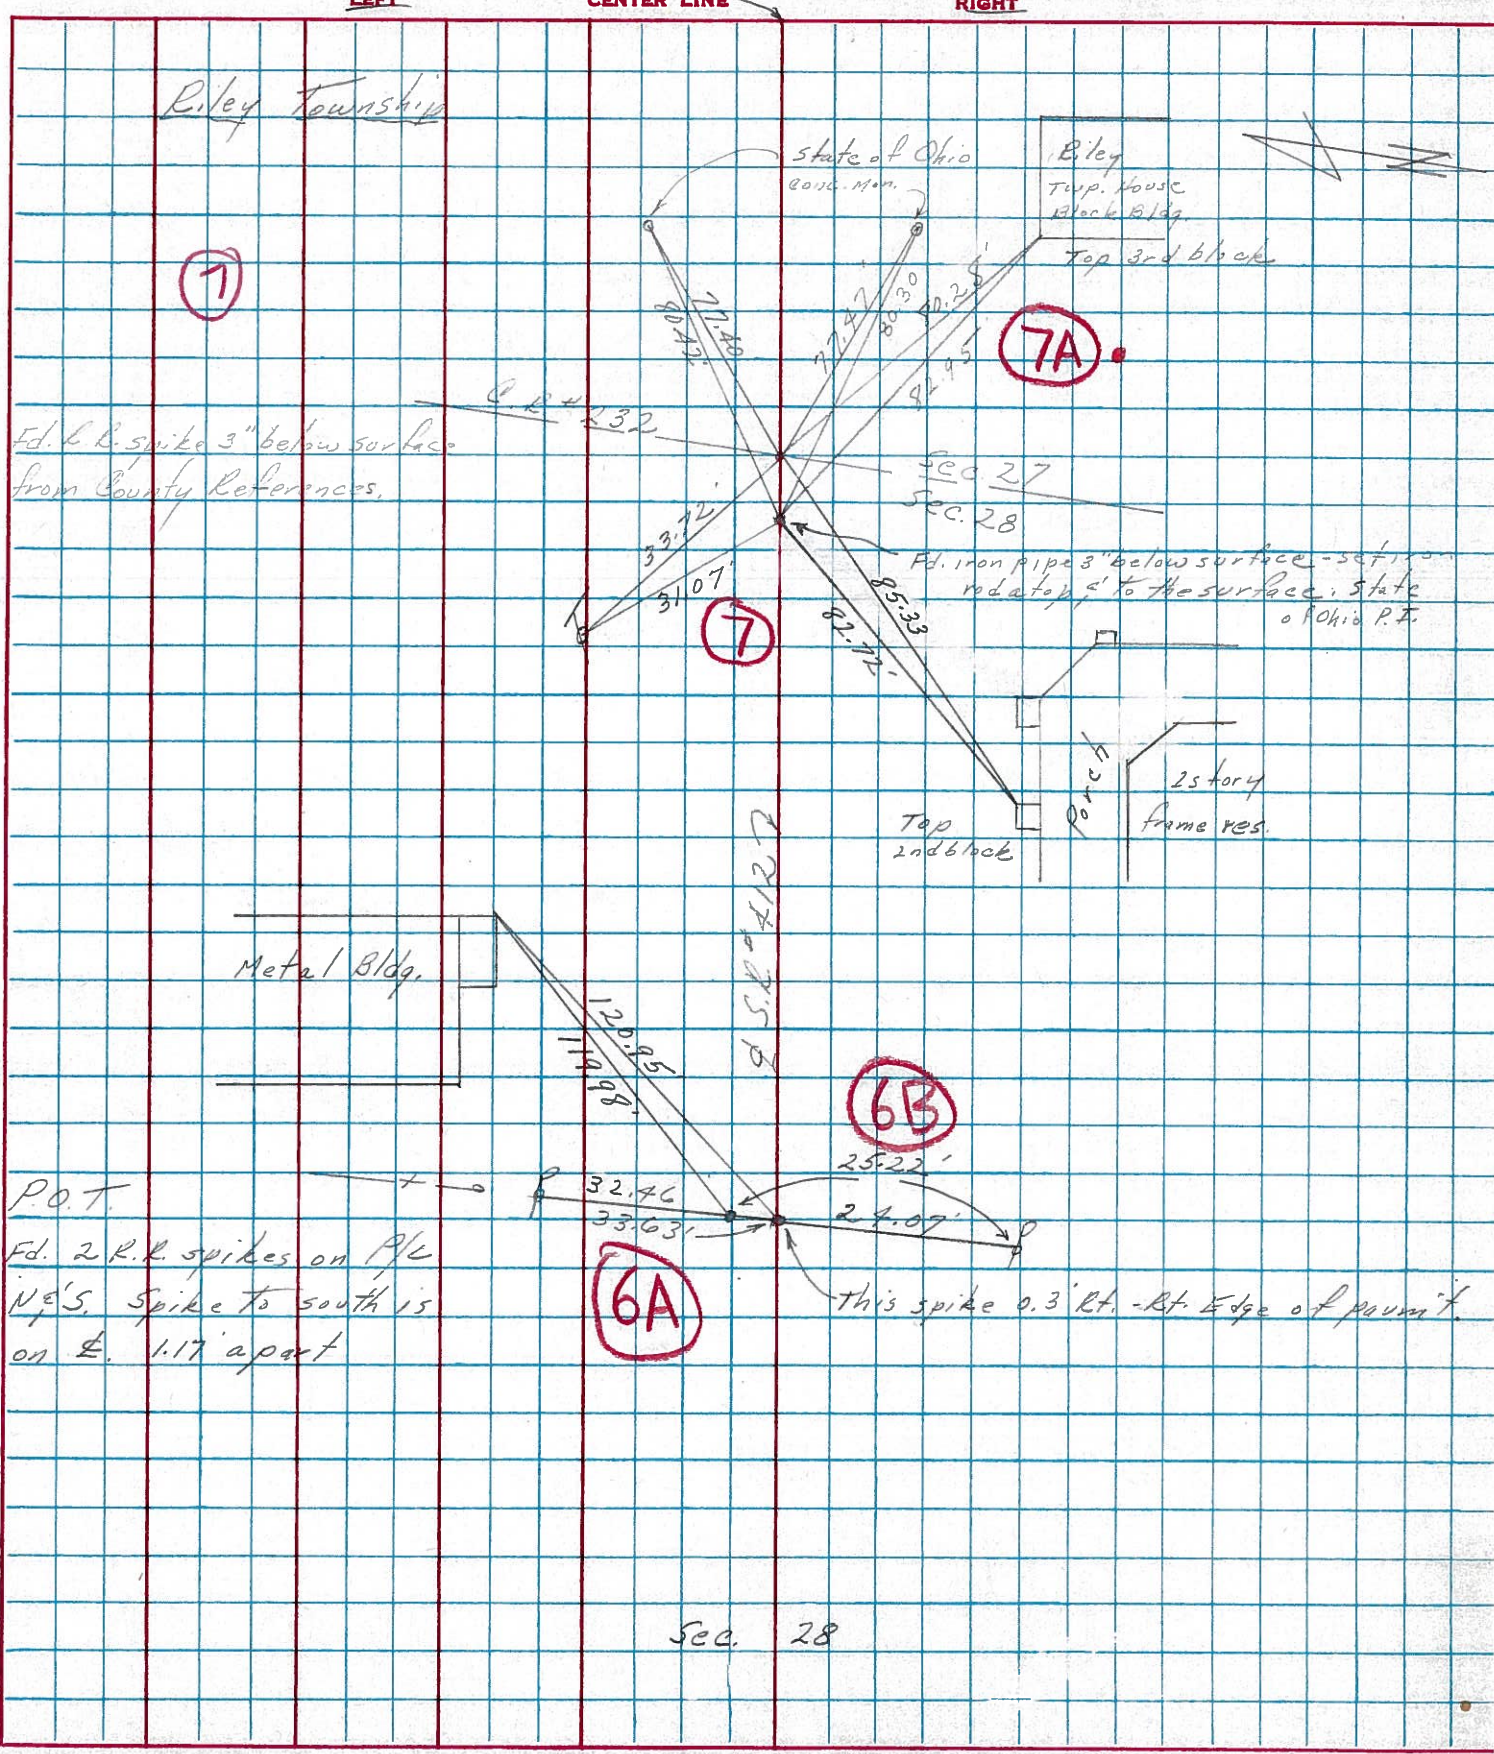 LEFT
CENTER LINE
RIGHT
Riley Township
State of Ohio
Conc. Mon.
Riley
Twp. House
Block Bldg.
Top 3rd block
N
7
7A
77.40
80.43'
77.47'
80.30
82.95'
C.R # 232
Fd. R.R. spike 3" below surface
from County References.
Sec. 27
Sec. 28
33.72'
31.07'
7
Fd. iron pipe 3" below surface - set iron
rod atop & to the surface. State
of Ohio P.I.
85.33
82.72'
Porch
2 story
frame res.
Top
2nd block
℄ S.R # 412
Metal Bldg.
120.95
119.98'
6B
25.22'
P.O.T.
32.46
33.63'
24.07'
Fd. 2 R.R. spikes on P/L
N & S. Spike to south is
on ℄. 1.17' apart
6A
This spike 0.3' Rt. - Rt. Edge of pavm't.
Sec. 28